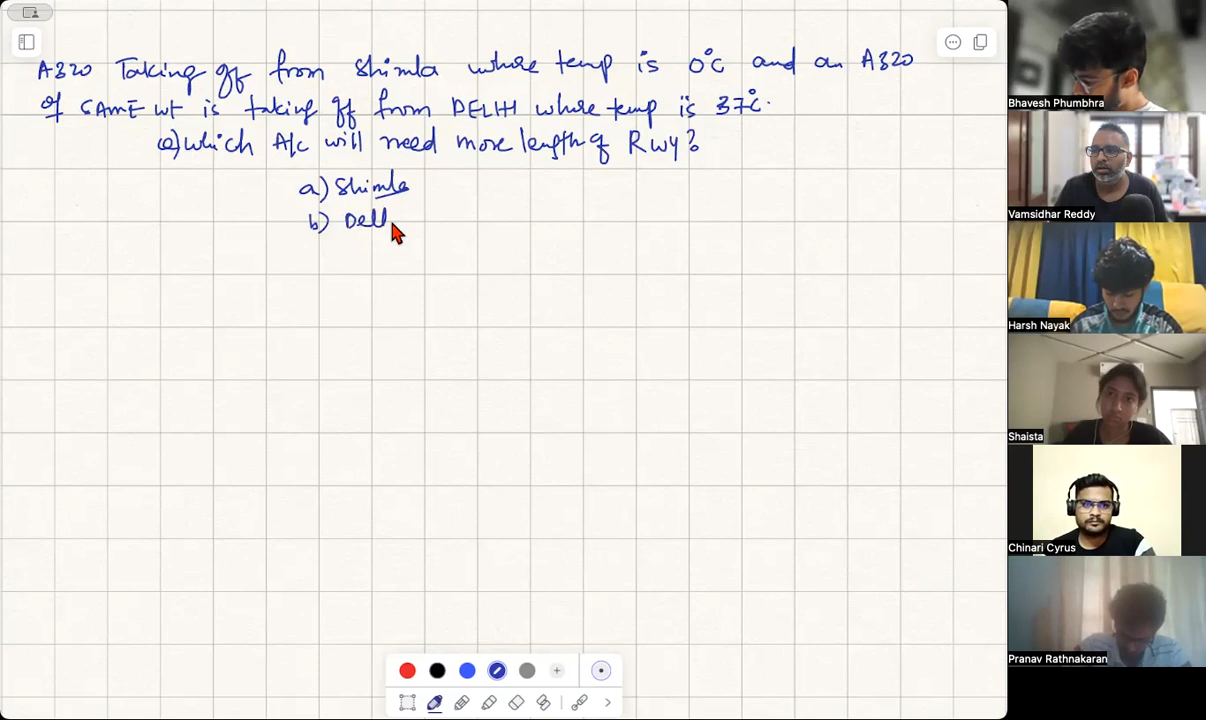 A320 Taking off from Shimla where temp is 0°C and an A320
of SAME wt is taking off from DELHI where temp is 37°C.
Q) which A/c will need more length of Rwy?
a) Shimla
b) Dell
Bhavesh Phumbhra
Vamsidhar Reddy
Harsh Nayak
Shaista
Chinari Cyrus
Pranav Rathnakaran